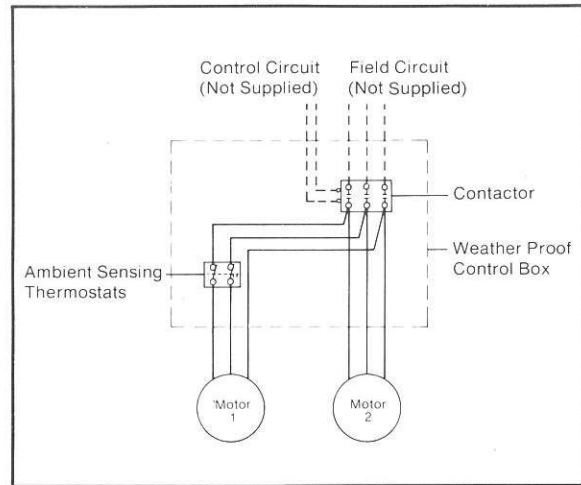 Control Circuit
(Not Supplied)
Field Circuit
(Not Supplied)
Contactor
Weather Proof
Control Box
Ambient Sensing
Thermostats
Motor
1
Motor
2